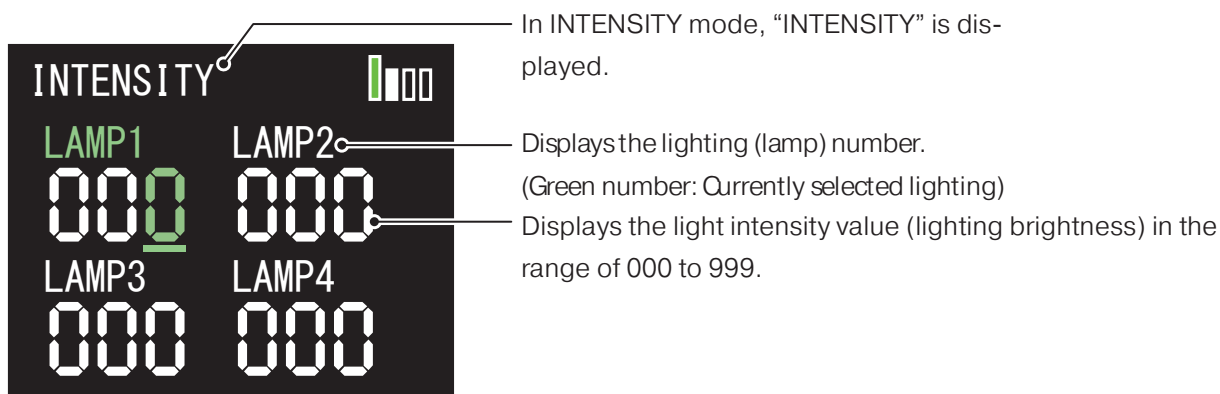 In INTENSITY mode, “INTENSITY” is dis-
played.
INTENSITY
LAMP1 LAMP2
Displays the lighting (lamp) number.
(Green number: Currently selected lighting)
000 000
Displays the light intensity value (lighting brightness) in the
range of 000 to 999.
LAMP3 LAMP4
000 000